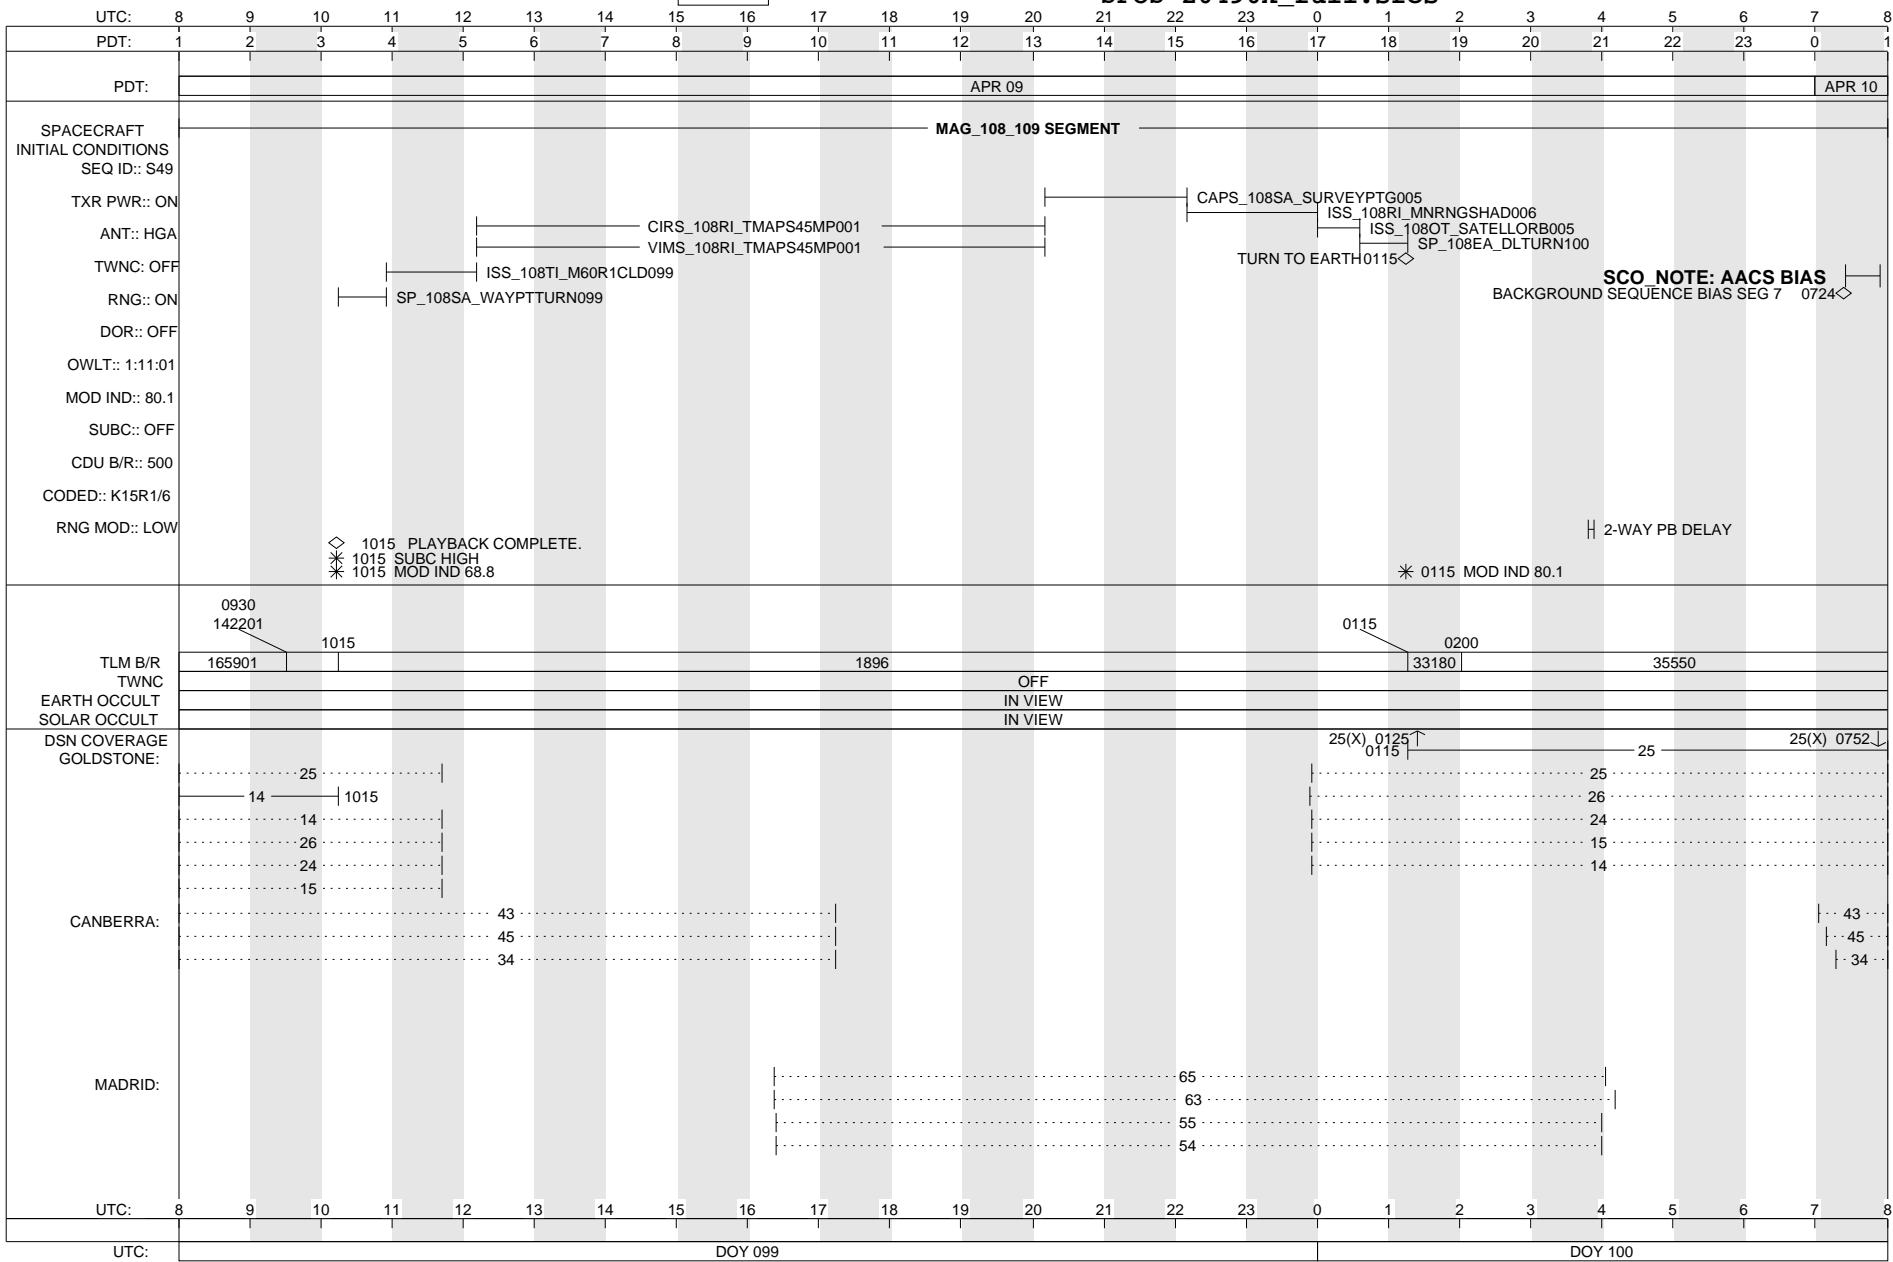 UTC: 8 9 10 11 12 13 14 15 16 17 18 19 20 21 22 23 0 1 2 3 4 5 6 7 8
PDT: 1 2 3 4 5 6 7 8 9 10 11 12 13 14 15 16 17 18 19 20 21 22 23 0 1
PDT: APR 09 APR 10
SPACECRAFT
INITIAL CONDITIONS
MAG_108_109 SEGMENT
SEQ ID:: S49
TXR PWR:: ON
CAPS_108SA_SURVEYPTG005
ISS_108RI_MNRNGSHAD006
ANT:: HGA
CIRS_108RI_TMAPS45MP001
ISS_108OT_SATELLORB005
VIMS_108RI_TMAPS45MP001
SP_108EA_DLTURN100
TURN TO EARTH 0115
TWNC: OFF
ISS_108TI_M60R1CLD099
SCO_NOTE: AACS BIAS
RNG:: ON
SP_108SA_WAYPTTURN099
BACKGROUND SEQUENCE BIAS SEG 7 0724
DOR:: OFF
OWLT:: 1:11:01
MOD IND:: 80.1
SUBC:: OFF
CDU B/R:: 500
CODED:: K15R1/6
RNG MOD:: LOW
2-WAY PB DELAY
1015 PLAYBACK COMPLETE.
1015 SUBC HIGH
1015 MOD IND 68.8
0115 MOD IND 80.1
0930
142201
1015
0115
0200
TLM B/R 165901 1896 33180 35550
TWNC OFF
EARTH OCCULT IN VIEW
SOLAR OCCULT IN VIEW
DSN COVERAGE
25(X) 0125 25(X) 0752
GOLDSTONE:
0115 25
25 25
14 1015 26
14 24
26 15
24 14
15
CANBERRA:
43 43
45 45
34 34
MADRID:
65
63
55
54
UTC: 8 9 10 11 12 13 14 15 16 17 18 19 20 21 22 23 0 1 2 3 4 5 6 7 8
UTC: DOY 099 DOY 100